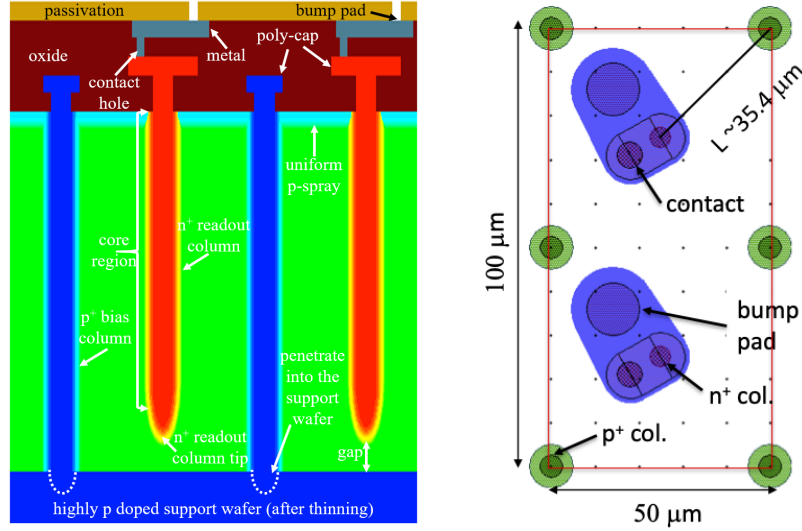 passivation
bump pad
oxide
contact
hole
metal
poly-cap
uniform
p-spray
core
region
n⁺ readout
column
p⁺ bias
column
penetrate
into the
support
wafer
n⁺ readout
column tip
gap
highly p doped support wafer (after thinning)
L ~35.4 μm
contact
100 μm
bump
pad
n⁺ col.
p⁺ col.
50 μm